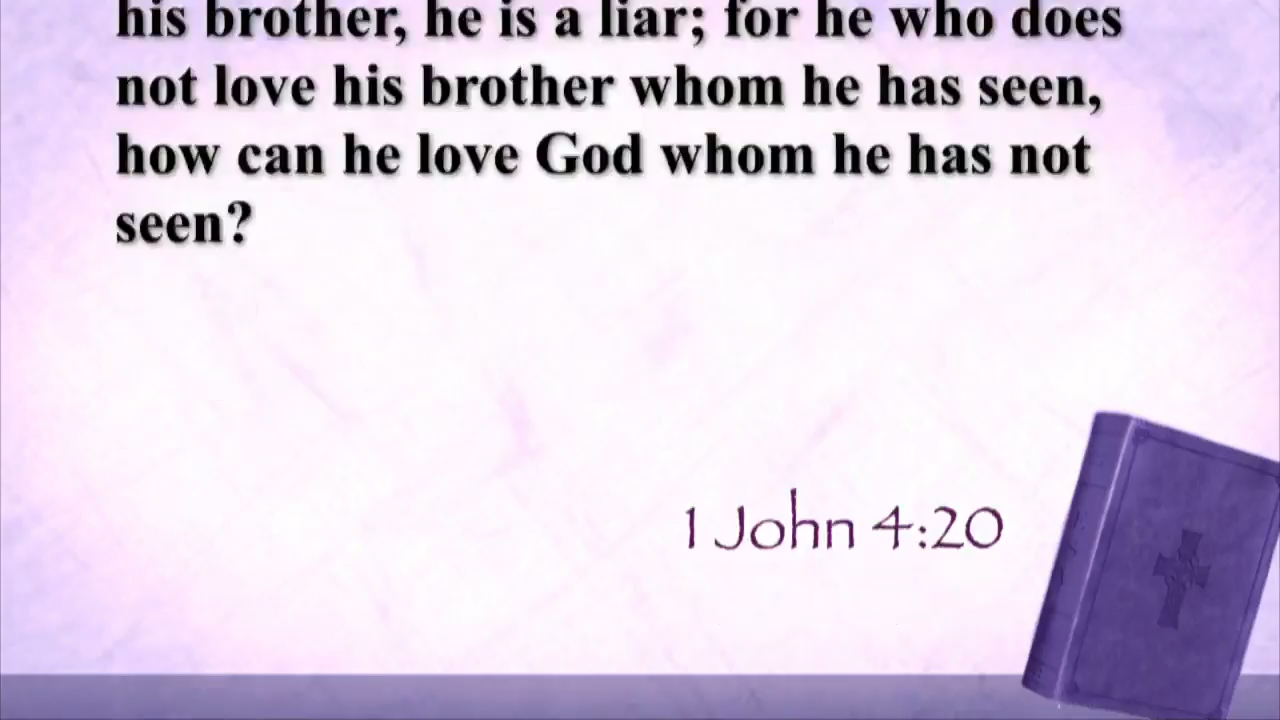 his brother, he is a liar; for he who does
not love his brother whom he has seen,
how can he love God whom he has not
seen?
1 John 4:20